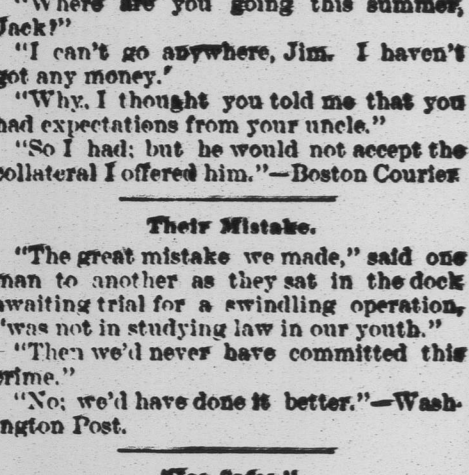 "Where are you going this summer,
Jack?"
"I can't go anywhere, Jim. I haven't
got any money."
"Why, I thought you told me that you
had expectations from your uncle."
"So I had; but he would not accept the
collateral I offered him."—Boston Courier.
Their Mistake.
"The great mistake we made," said one
man to another as they sat in the dock
awaiting trial for a swindling operation,
"was not in studying law in our youth."
"Then we'd never have committed this
crime."
"No; we'd have done it better."—Wash-
ington Post.